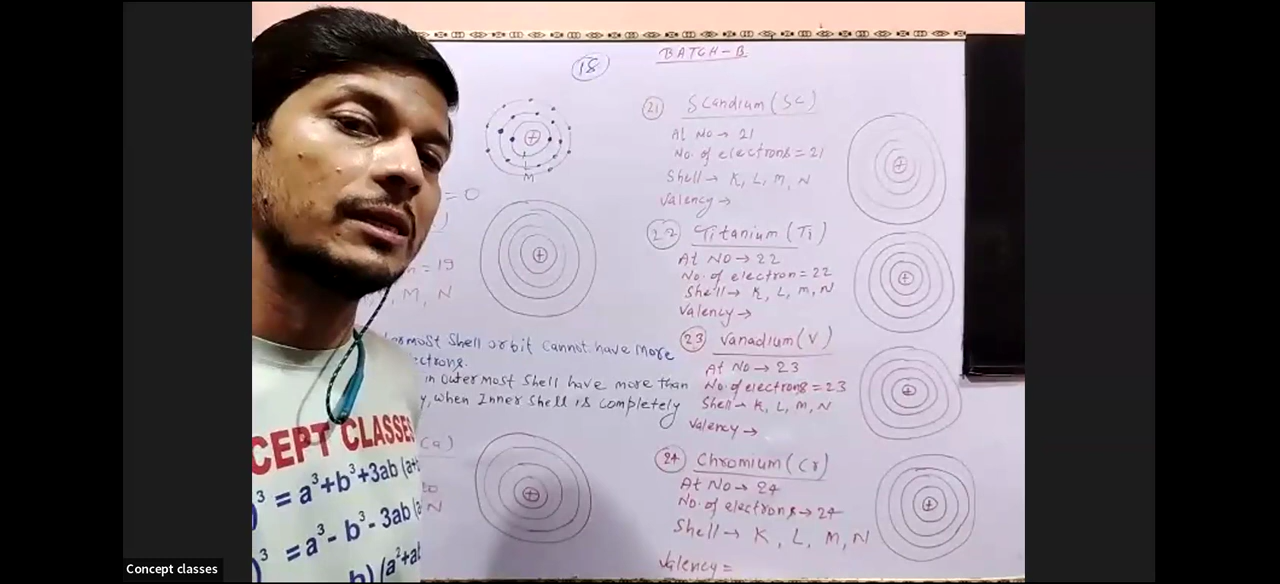 BATCH-B
18
21 Scandium (Sc)
At No → 21
No. of electrons = 21
Shell → K, L, M, N
Valency →
22 Titanium (Ti)
At No → 22
No. of electron = 22
Shell → K, L, M, N
Valency →
23 Vanadium (V)
At No → 23
No. of electrons = 23
Shell → K, L, M, N
Valency →
24 Chromium (Cr)
At No → 24
No. of electrons → 24
Shell → K, L, M, N
Valency =
+
M
= 0
+
= 19
M, N
most Shell orbit cannot have more
in outermost Shell have more than
when Inner Shell is completely
+
N
+
+
+
+
CEPT CLASSES
³ = a³+b³+3ab (a+
³ = a³-b³-3ab (a
b) (a²+a
Concept classes